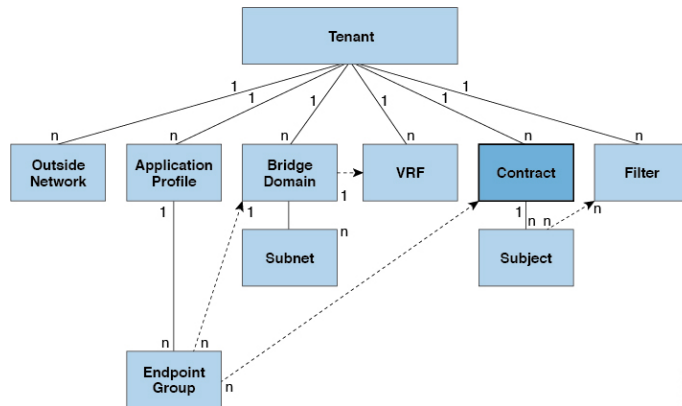 Tenant
1 1 1 1 1 1
n n n n n n
Outside
Network
Application
Profile
Bridge
Domain
VRF
Contract
Filter
1 1 1 1 n n n
n
Subnet
Subject
n n
Endpoint
Group
n